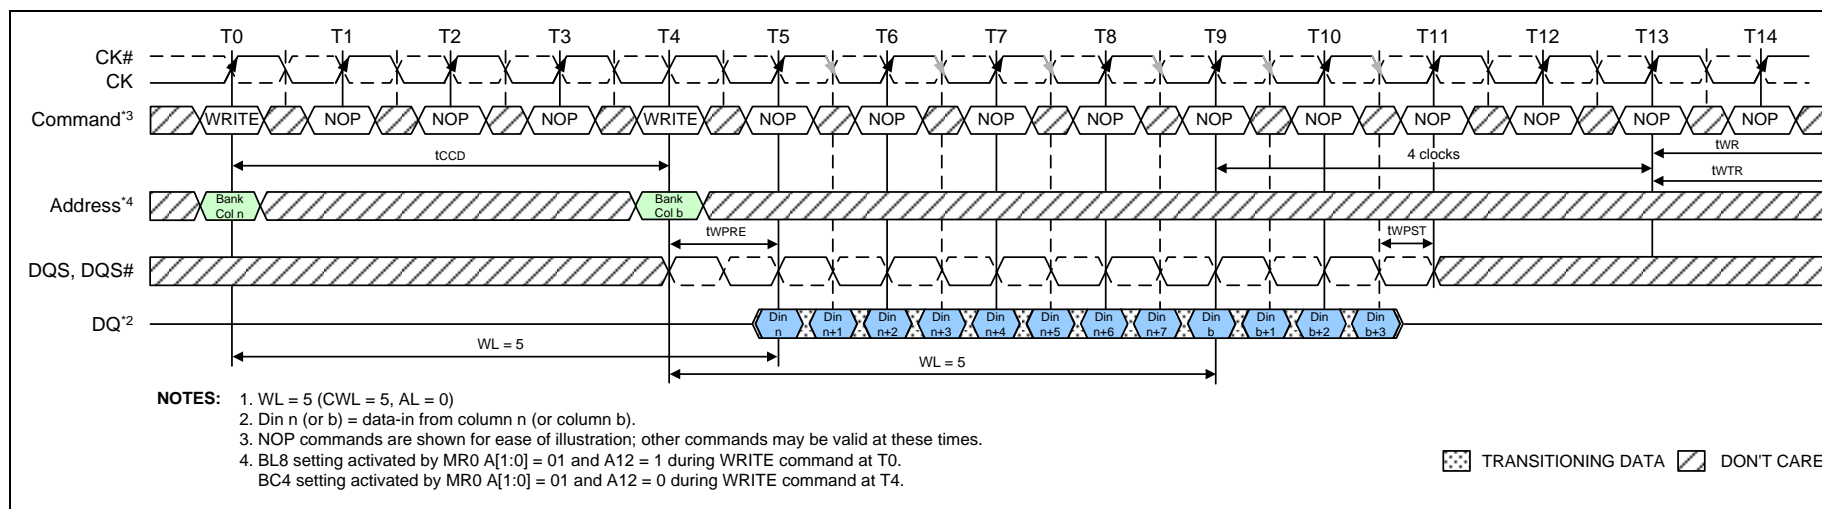 T0 T1 T2 T3 T4 T5 T6 T7 T8 T9 T10 T11 T12 T13 T14
CK#
CK
Command*3 WRITE NOP NOP NOP WRITE NOP NOP NOP NOP NOP NOP NOP NOP NOP NOP
tCCD 4 clocks tWR
tWTR
Address*4 Bank Col n Bank Col b
tWPRE tWPST
DQS, DQS#
DQ*2 Din n Din n+1 Din n+2 Din n+3 Din n+4 Din n+5 Din n+6 Din n+7 Din b Din b+1 Din b+2 Din b+3
WL = 5
WL = 5
NOTES: 1. WL = 5 (CWL = 5, AL = 0)
2. Din n (or b) = data-in from column n (or column b).
3. NOP commands are shown for ease of illustration; other commands may be valid at these times.
4. BL8 setting activated by MR0 A[1:0] = 01 and A12 = 1 during WRITE command at T0.
BC4 setting activated by MR0 A[1:0] = 01 and A12 = 0 during WRITE command at T4.
TRANSITIONING DATA DON'T CARE